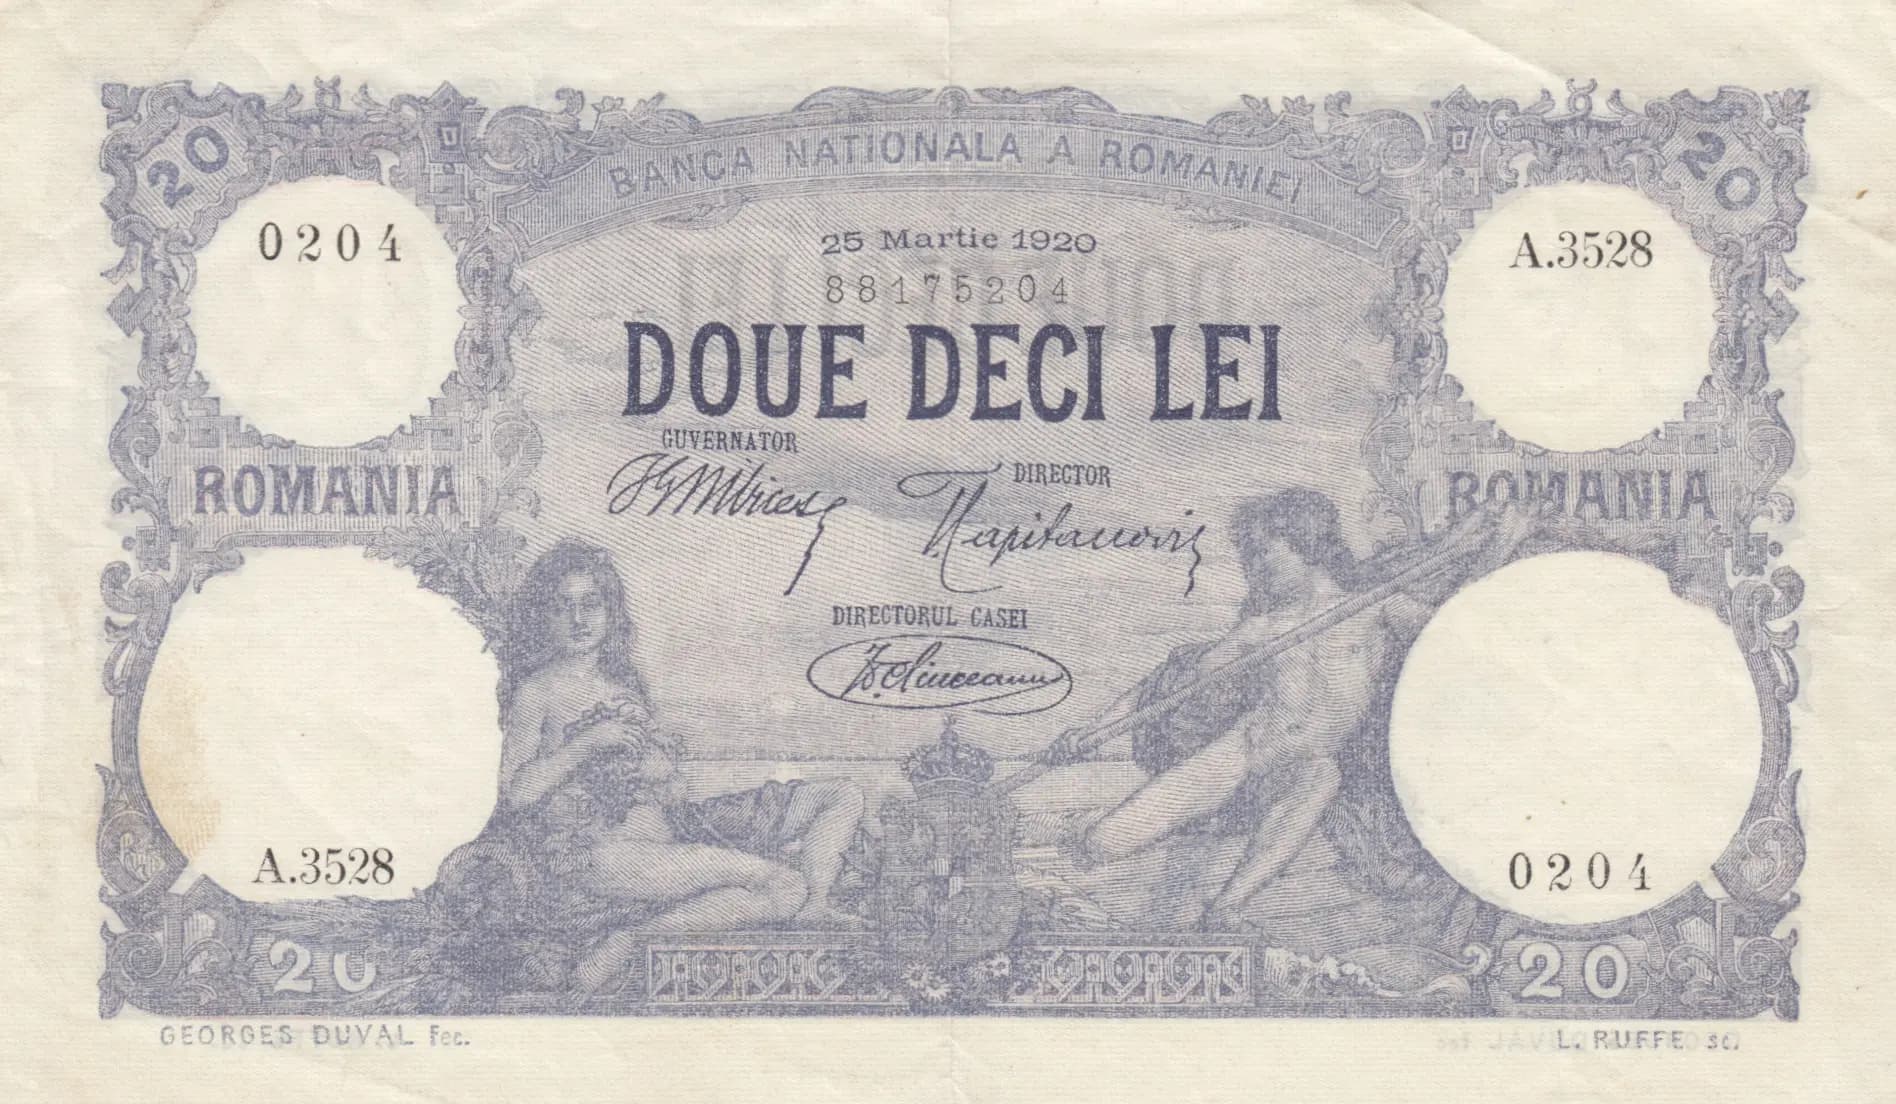 20
20
BANCA NATIONALA A ROMANIEI
0204
25 Martie 1920
A.3528
88175204
DOUE DECI LEI
GUVERNATOR
DIRECTOR
ROMANIA
ROMANIA
DIRECTORUL CASEI
A.3528
0204
20
20
GEORGES DUVAL Fec.
L. RUFFE sc.